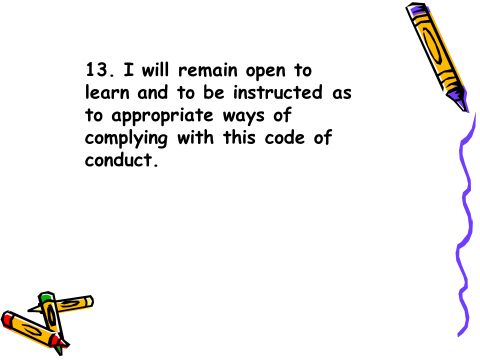 13. I will remain open to
learn and to be instructed as
to appropriate ways of
complying with this code of
conduct.